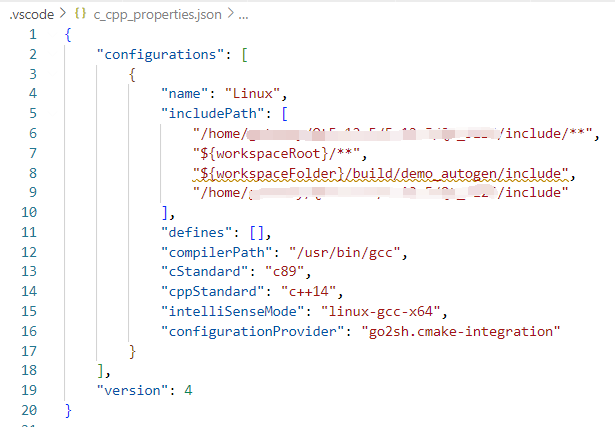 .vscode > {} c_cpp_properties.json > ...
1 {
2 "configurations": [
3 {
4 "name": "Linux",
5 "includePath": [
6 "/home/ /include/**",
7 "${workspaceRoot}/**",
8 "${workspaceFolder}/build/demo_autogen/include",
9 "/home/ /include"
10 ],
11 "defines": [],
12 "compilerPath": "/usr/bin/gcc",
13 "cStandard": "c89",
14 "cppStandard": "c++14",
15 "intelliSenseMode": "linux-gcc-x64",
16 "configurationProvider": "go2sh.cmake-integration"
17 }
18 ],
19 "version": 4
20 }